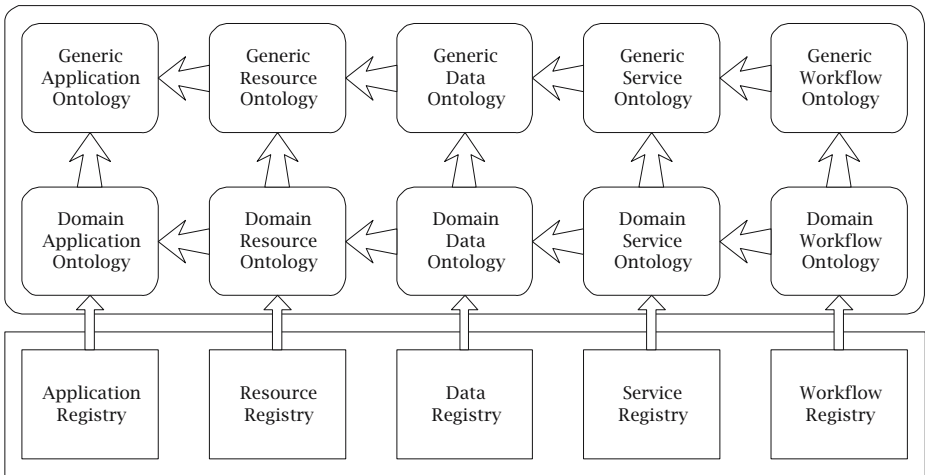 Generic
Application
Ontology
Generic
Resource
Ontology
Generic
Data
Ontology
Generic
Service
Ontology
Generic
Workflow
Ontology
Domain
Application
Ontology
Domain
Resource
Ontology
Domain
Data
Ontology
Domain
Service
Ontology
Domain
Workflow
Ontology
Application
Registry
Resource
Registry
Data
Registry
Service
Registry
Workflow
Registry